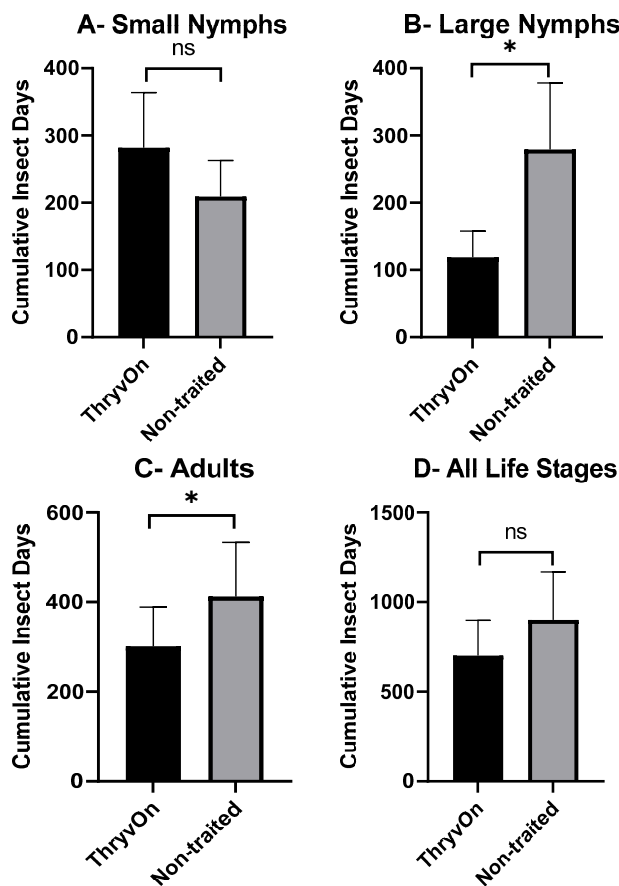 A- Small Nymphs
ns
Cumulative Insect Days
400
300
200
100
0
ThryvOn
Non-traited
B- Large Nymphs
*
Cumulative Insect Days
400
300
200
100
0
ThryvOn
Non-traited
C- Adults
*
Cumulative Insect Days
600
400
200
0
ThryvOn
Non-traited
D- All Life Stages
ns
Cumulative Insect Days
1500
1000
500
0
ThryvOn
Non-traited